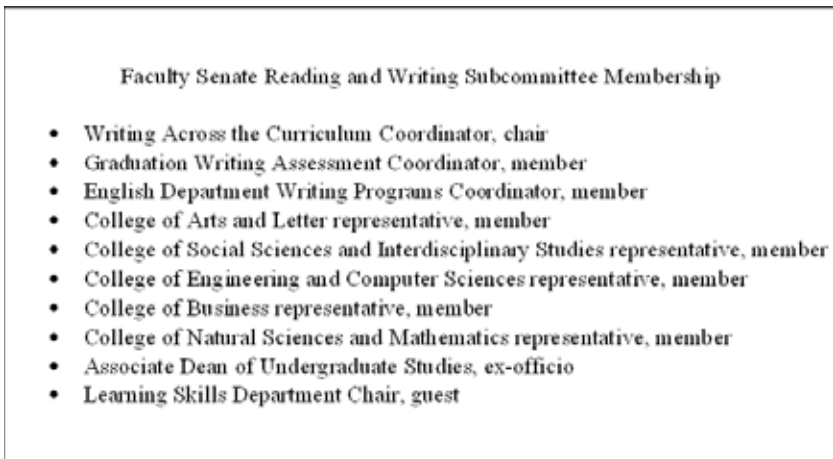 Faculty Senate Reading and Writing Subcommittee Membership
• Writing Across the Curriculum Coordinator, chair
• Graduation Writing Assessment Coordinator, member
• English Department Writing Programs Coordinator, member
• College of Arts and Letter representative, member
• College of Social Sciences and Interdisciplinary Studies representative, member
• College of Engineering and Computer Sciences representative, member
• College of Business representative, member
• College of Natural Sciences and Mathematics representative, member
• Associate Dean of Undergraduate Studies, ex-officio
• Learning Skills Department Chair, guest